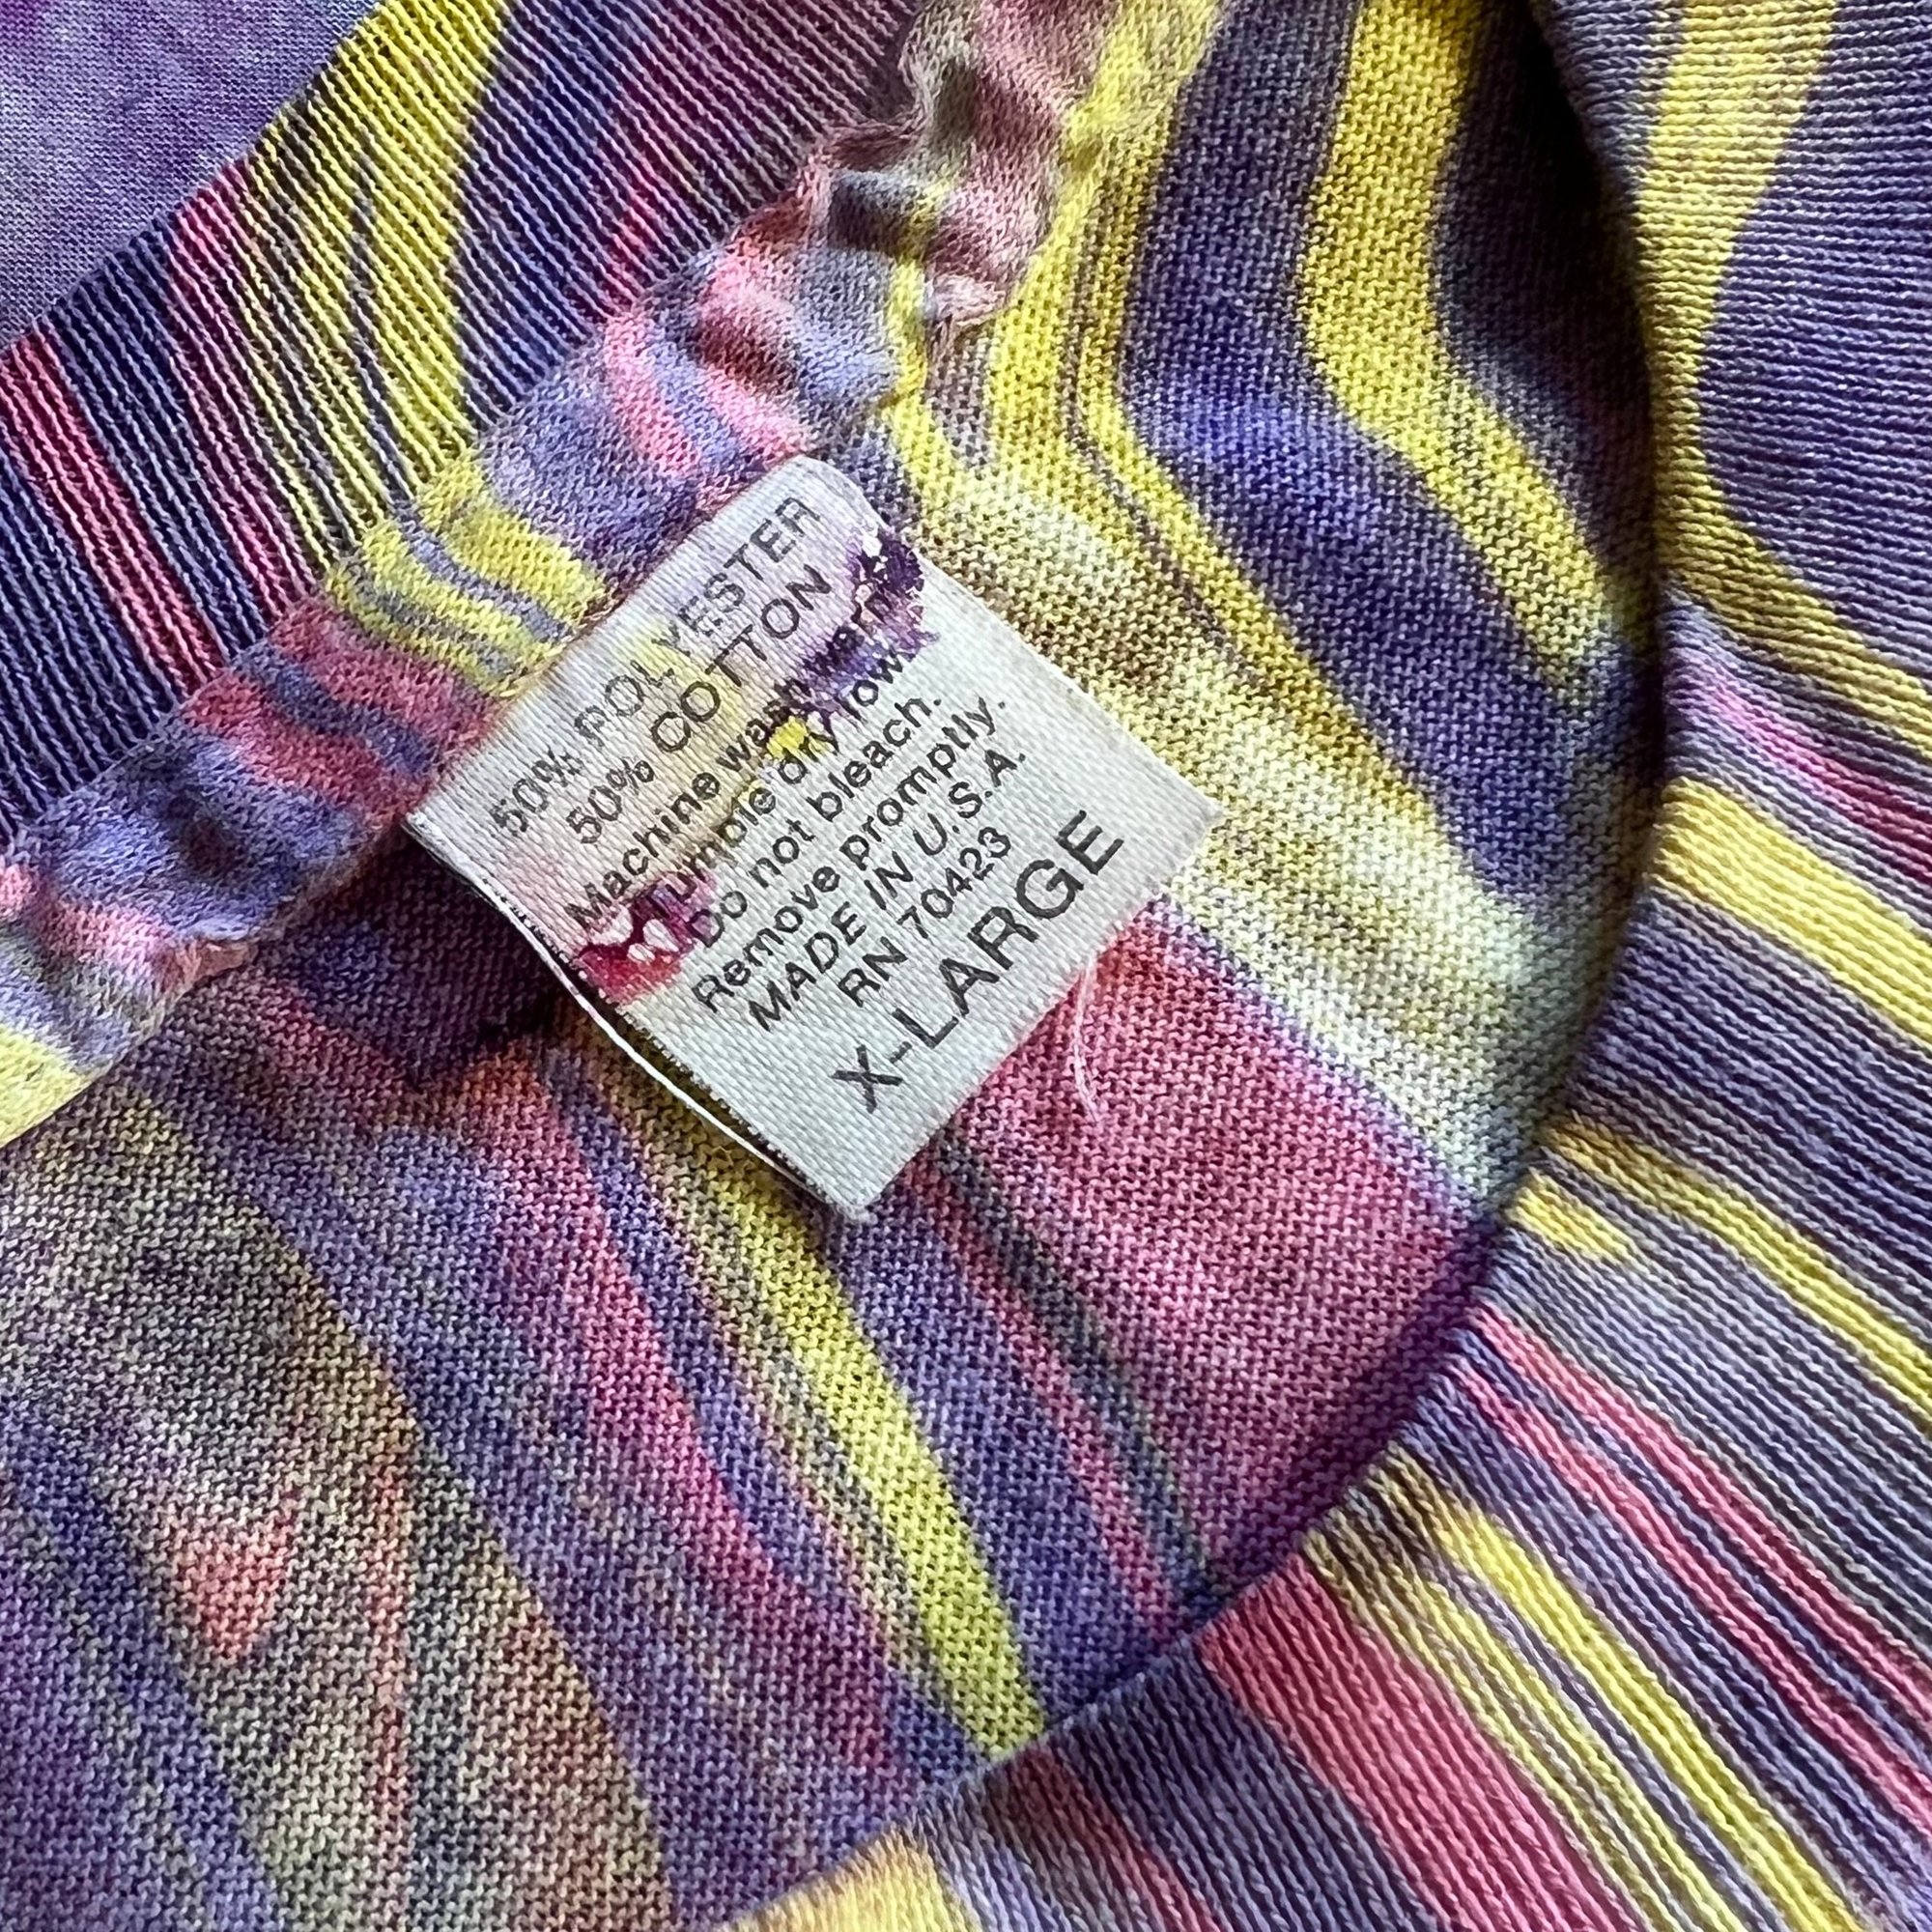 50% POLYESTER
50% COTTON
Machine wash warm
Tumble dry low.
Do not bleach.
Remove promptly.
MADE IN U.S.A.
RN 70423
X-LARGE